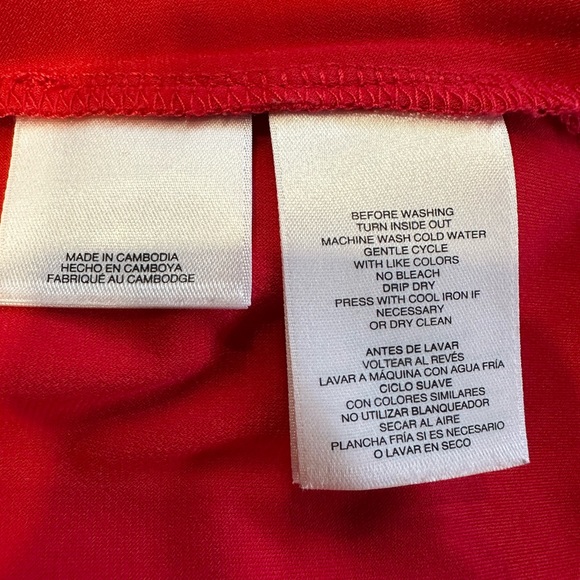 MADE IN CAMBODIA
HECHO EN CAMBOYA
FABRIQUÉ AU CAMBODGE
BEFORE WASHING
TURN INSIDE OUT
MACHINE WASH COLD WATER
GENTLE CYCLE
WITH LIKE COLORS
NO BLEACH
DRIP DRY
PRESS WITH COOL IRON IF
NECESSARY
OR DRY CLEAN
ANTES DE LAVAR
VOLTEAR AL REVÉS
LAVAR A MÁQUINA CON AGUA FRÍA
CICLO SUAVE
CON COLORES SIMILARES
NO UTILIZAR BLANQUEADOR
SECAR AL AIRE
PLANCHA FRÍA SI ES NECESARIO
O LAVAR EN SECO